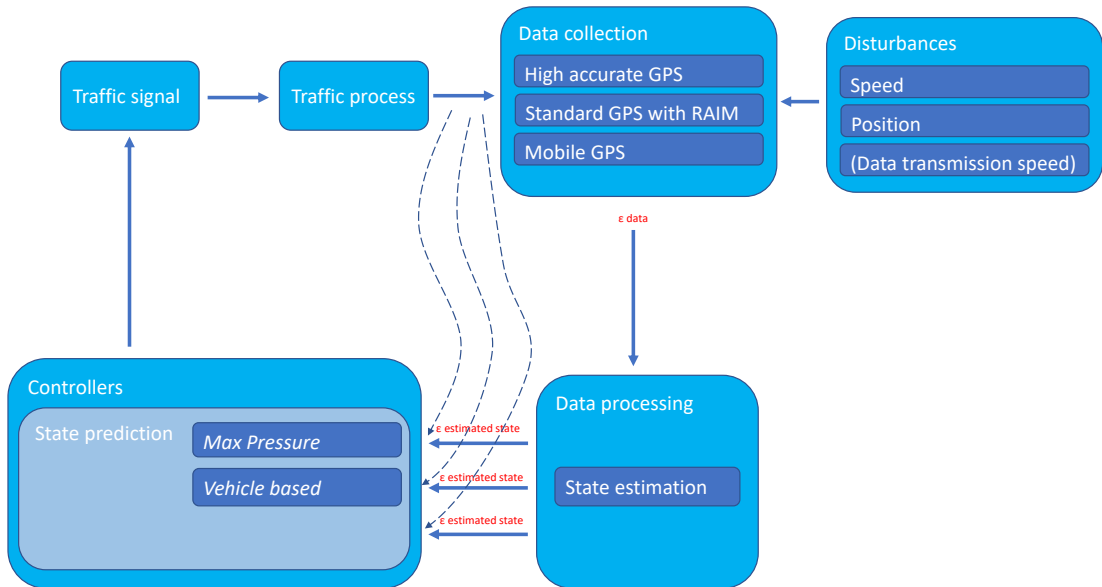 Data collection
High accurate GPS
Standard GPS with RAIM
Mobile GPS
Disturbances
Speed
Position
(Data transmission speed)
Traffic signal
Traffic process
ε data
Controllers
State prediction
Max Pressure
Vehicle based
ε estimated state
ε estimated state
ε estimated state
Data processing
State estimation